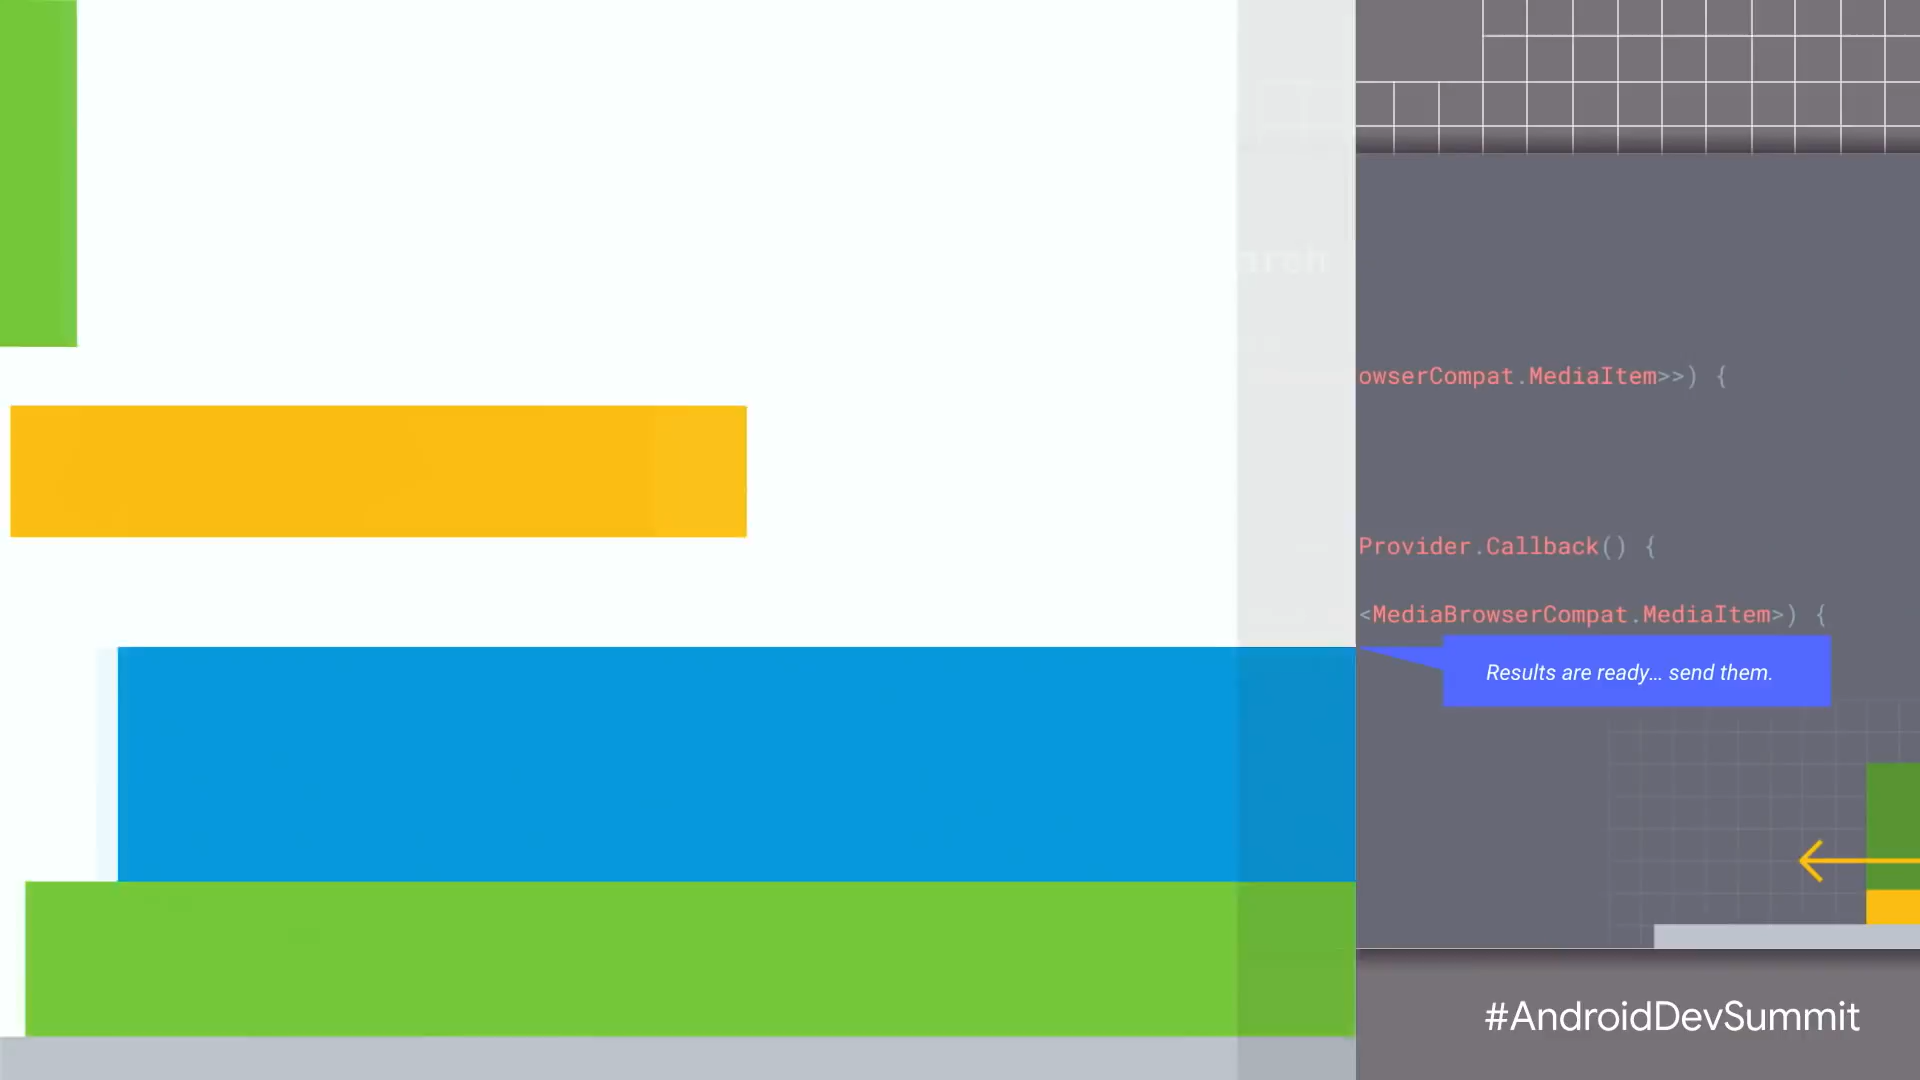 owserCompat.MediaItem>>) {
Provider.Callback() {
<MediaBrowserCompat.MediaItem>) {
Results are ready… send them.
#AndroidDevSummit